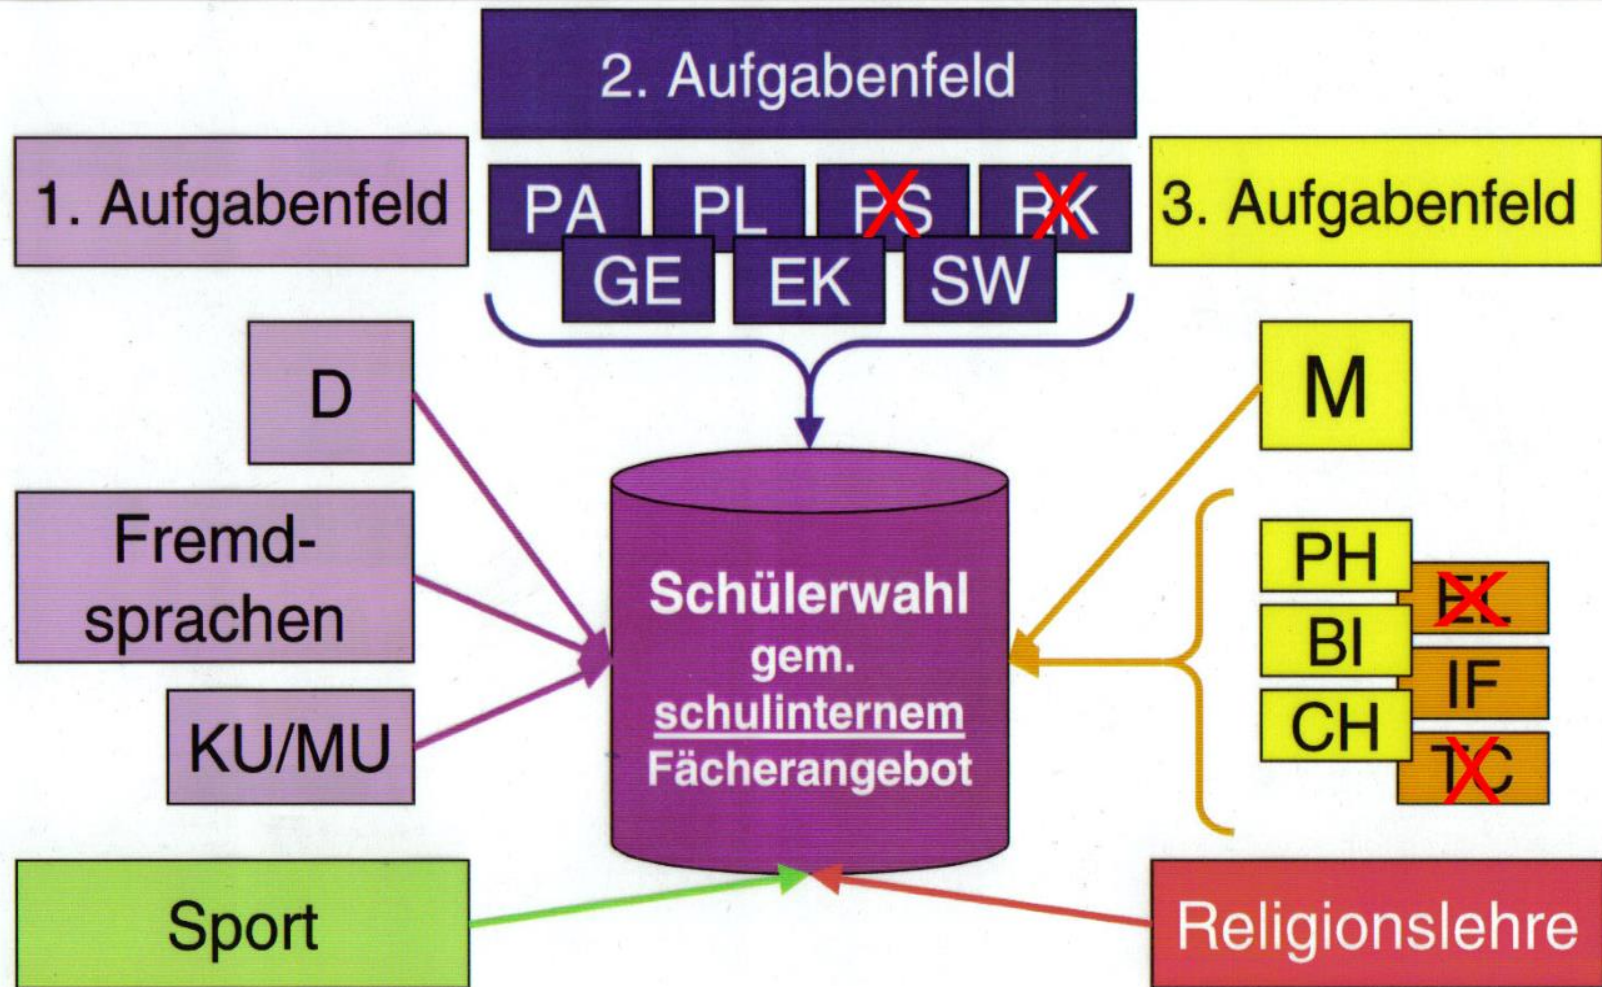 2. Aufgabenfeld
1. Aufgabenfeld
PA PL PS RK
3. Aufgabenfeld
GE EK SW
D
M
Fremd-
sprachen
PH
EL
BI
IF
CH
TC
KU/MU
Schülerwahl
gem.
schulinternem
Fächerangebot
Sport
Religionslehre